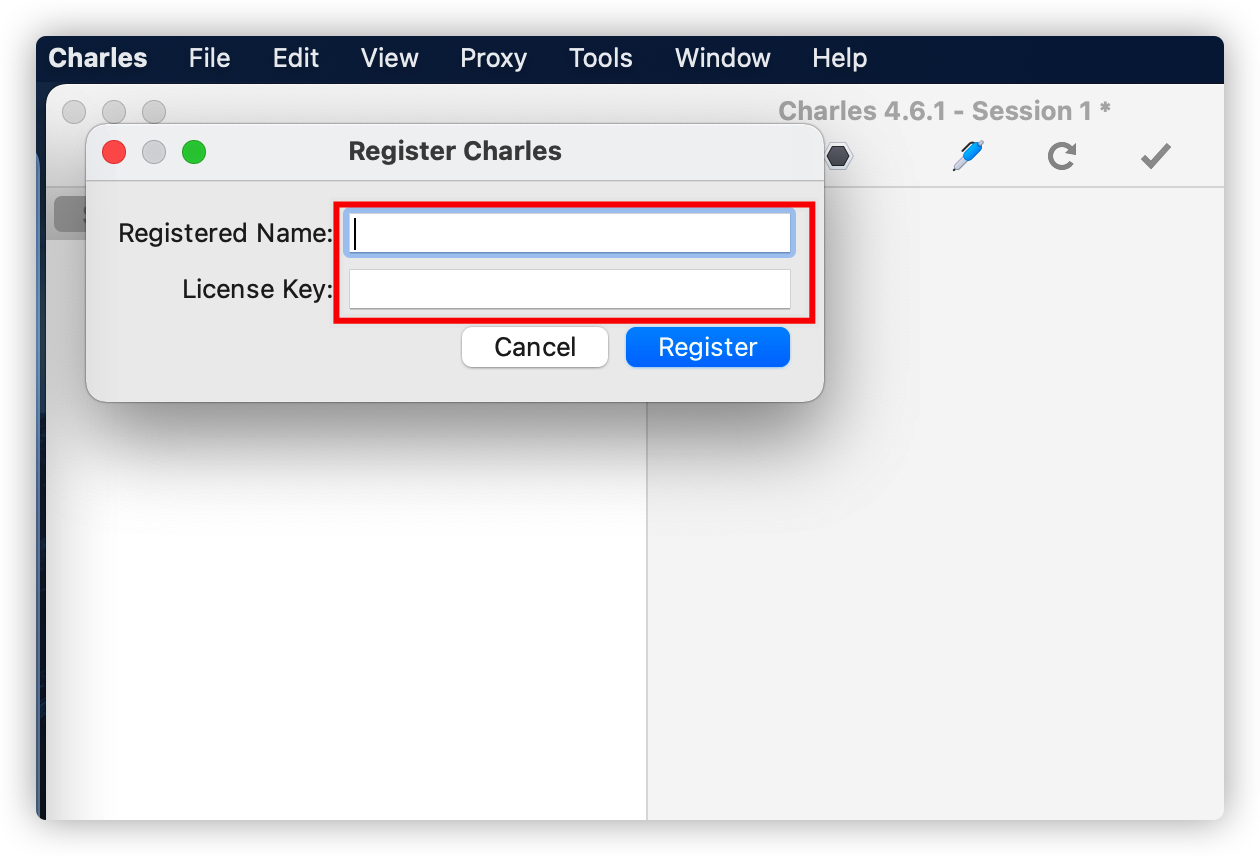 Charles File Edit View Proxy Tools Window Help
Charles 4.6.1 - Session 1 *
Register Charles
Registered Name:
License Key:
Cancel Register